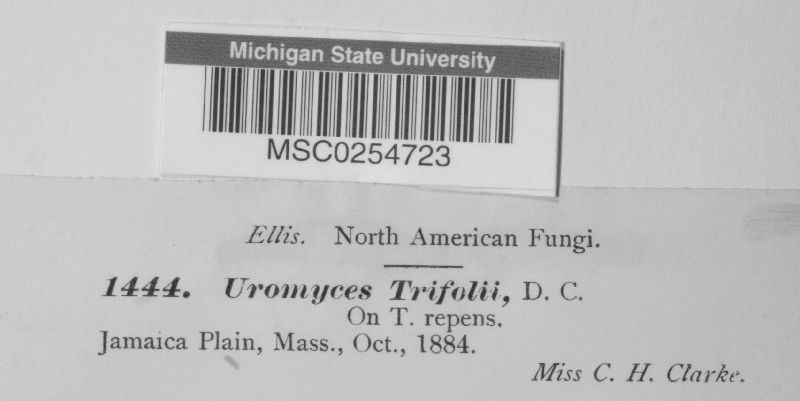 Michigan State University
MSC0254723
Ellis. North American Fungi.
1444. Uromyces Trifolii, D. C.
On T. repens.
Jamaica Plain, Mass., Oct., 1884.
Miss C. H. Clarke.